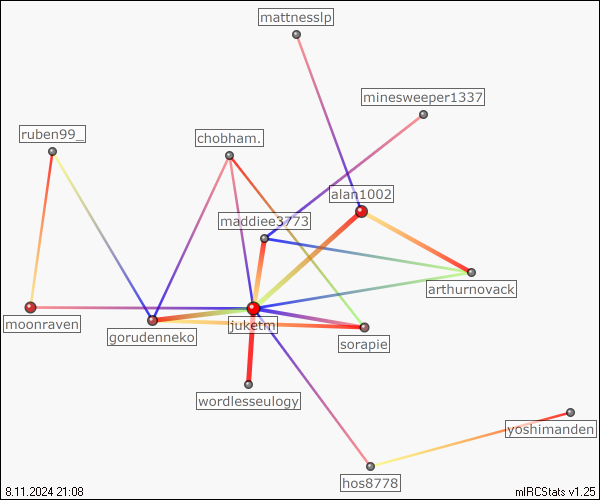 mattnesslp
minesweeper1337
ruben99_
chobham.
alan1002
maddiee3773
arthurnovack
moonraven
juketm
gorudenneko
sorapie
wordlesseulogy
yoshimanden
hos8778
8.11.2024 21:08
mIRCStats v1.25